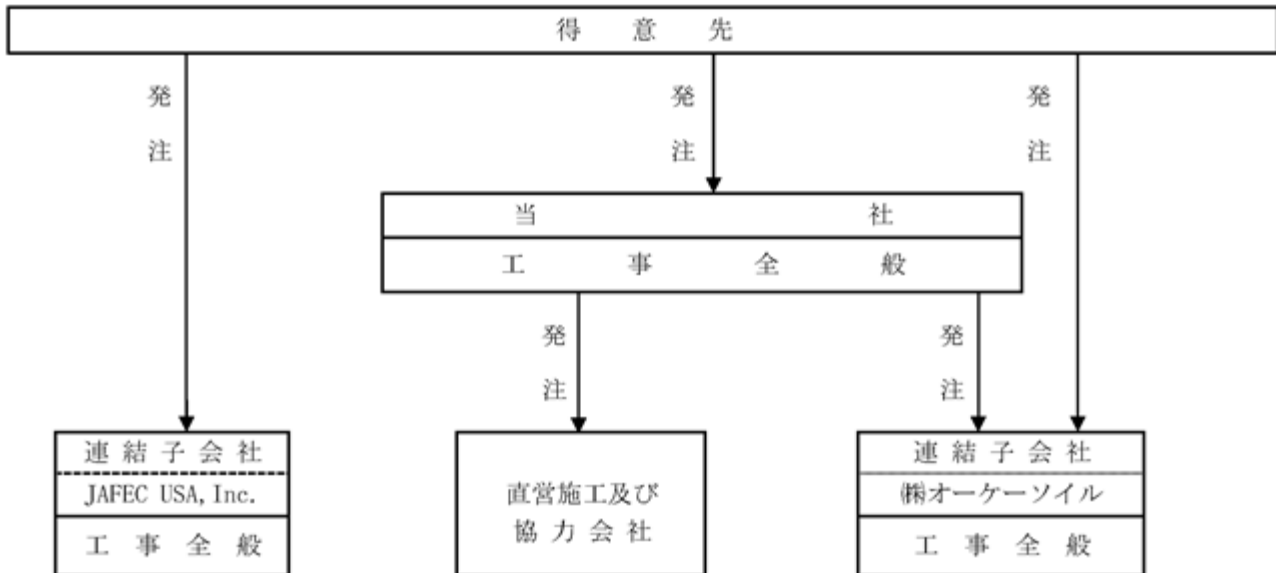 得意先
発注
発注
発注
当社
工事全般
発注
発注
連結子会社
JAFEC USA, Inc.
工事全般
直営施工及び
協力会社
連結子会社
㈱オーケーソイル
工事全般